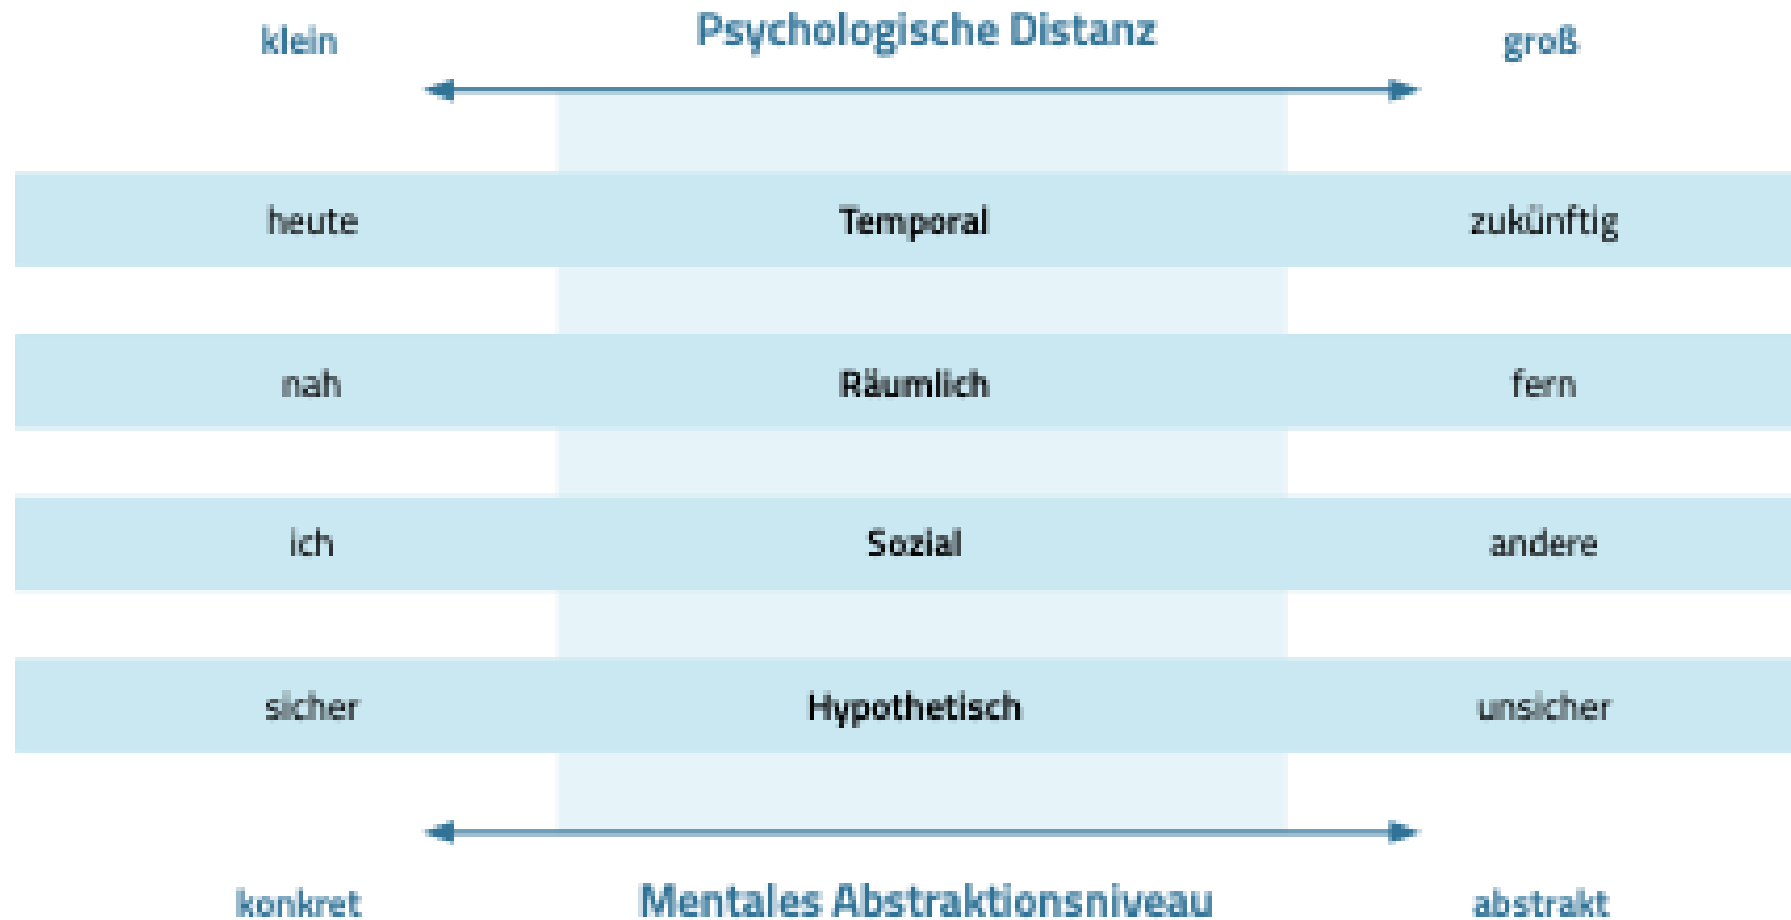 klein Psychologische Distanz groß
heute Temporal zukünftig
nah Räumlich fern
ich Sozial andere
sicher Hypothetisch unsicher
konkret Mentales Abstraktionsniveau abstrakt